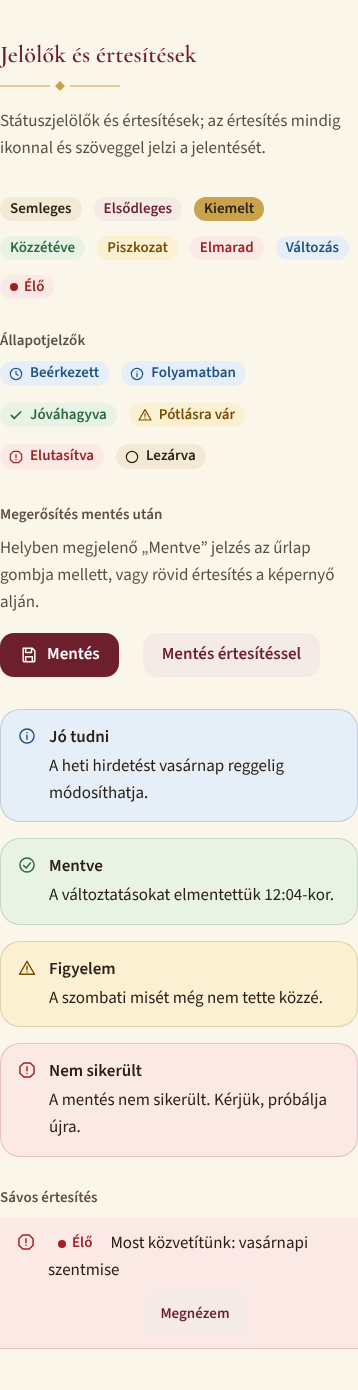 Jelölők és értesítések
Státuszjelölők és értesítések; az értesítés mindig
ikonnal és szöveggel jelzi a jelentését.
Semleges Elsődleges Kiemelt
Közzétéve Piszkozat Elmarad Változás
Élő
Állapotjelzők
Beérkezett Folyamatban
Jóváhagyva Pótlásra vár
Elutasítva Lezárva
Megerősítés mentés után
Helyben megjelenő „Mentve” jelzés az űrlap
gombja mellett, vagy rövid értesítés a képernyő
alján.
Mentés Mentés értesítéssel
Jó tudni
A heti hirdetést vasárnap reggelig
módosíthatja.
Mentve
A változtatásokat elmentettük 12:04-kor.
Figyelem
A szombati misét még nem tette közzé.
Nem sikerült
A mentés nem sikerült. Kérjük, próbálja
újra.
Sávos értesítés
Élő Most közvetítünk: vasárnapi
szentmise
Megnézem